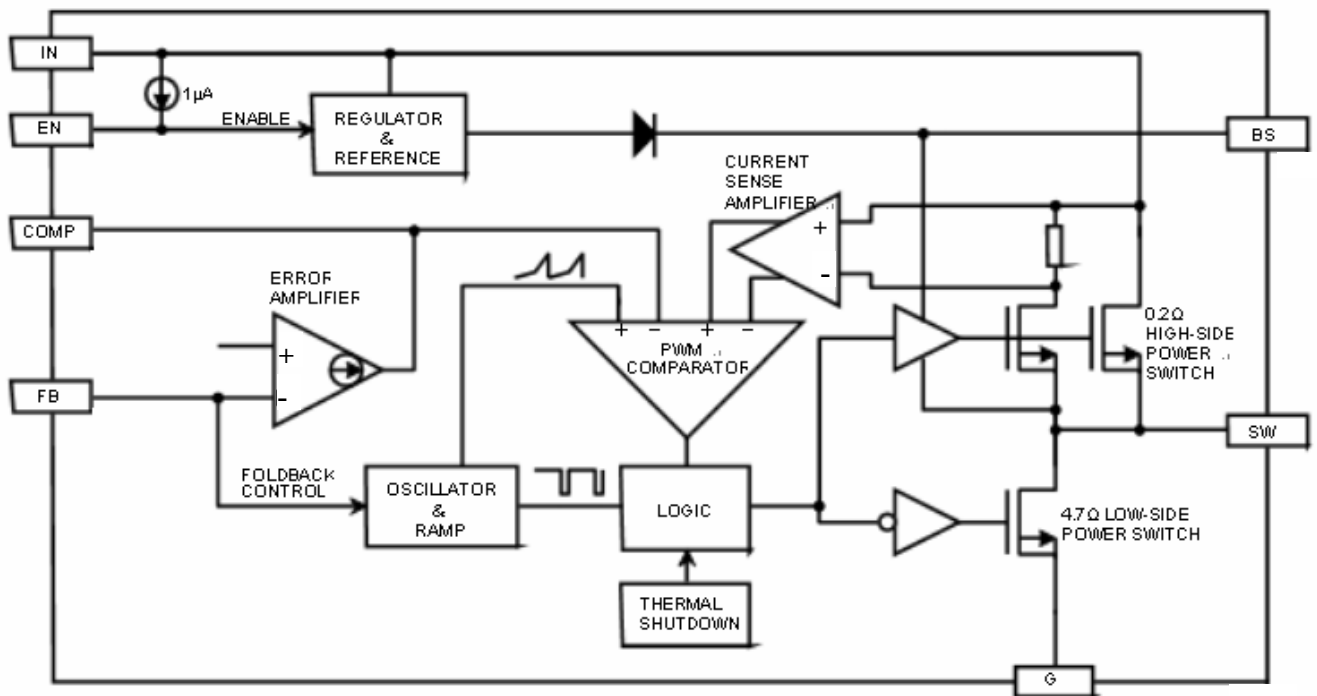 IN
1µA
EN
ENABLE
REGULATOR
&
REFERENCE
BS
CURRENT
SENSE
AMPLIFIER
COMP
+
-
ERROF
AMPLIFIER
+
-
+
-
+
-
PWM
COMPARATOR
0.2Ω
HIGH-SIDE
POWER
SWITCH
FB
SW
FOLDBACK
CONTROL
OSCILLATOR
&
RAMP
LOGIC
4.7Ω LOW-SIDE
POWER SWITCH
THERMAL
SHUTDOWN
G